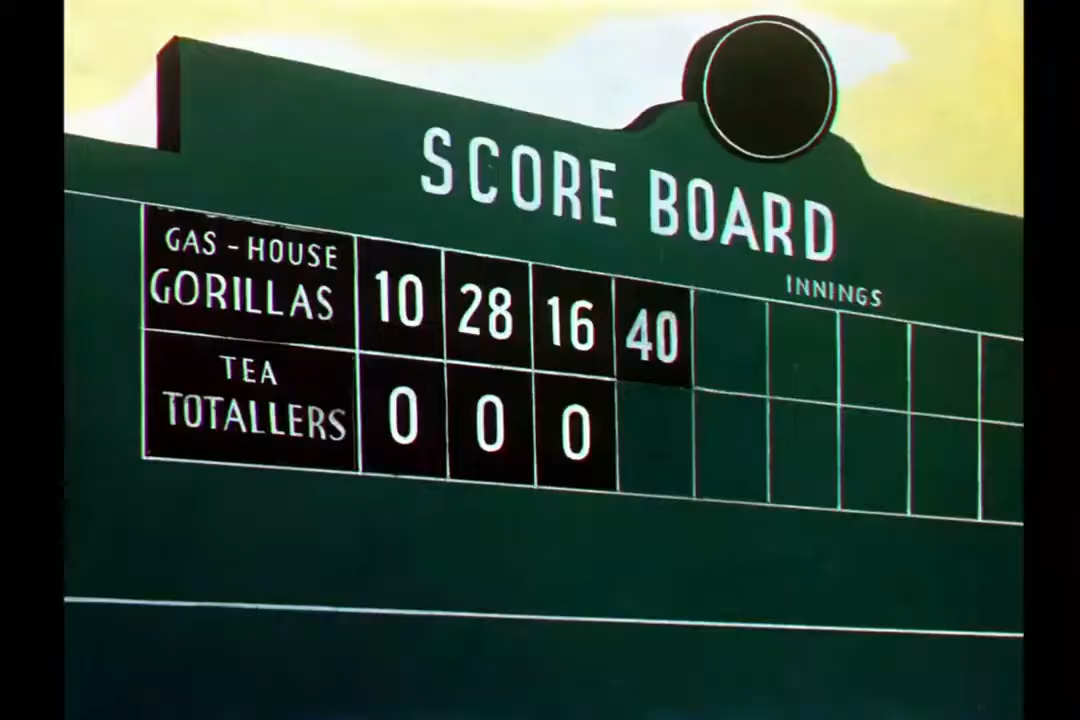 SCORE BOARD
INNINGS
GAS-HOUSE
GORILLAS 10 28 16 40
TEA
TOTALLERS 0 0 0